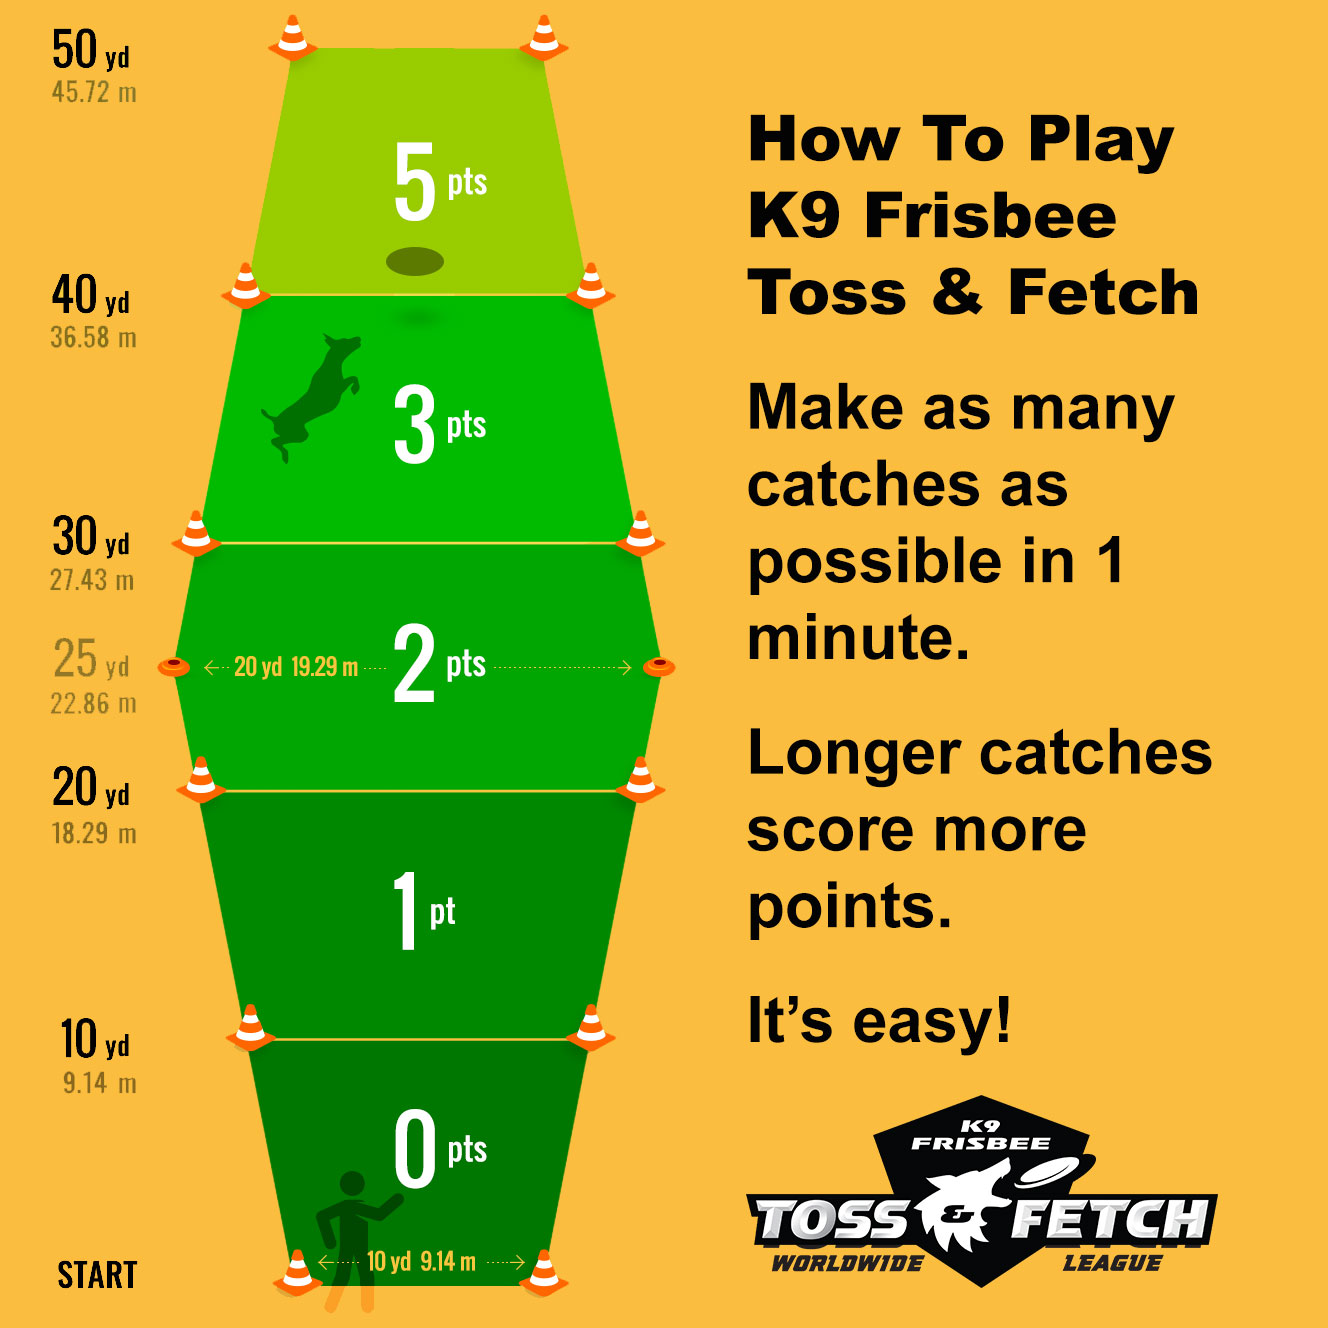 50 yd
45.72 m
5 pts
40 yd
36.58 m
3 pts
30 yd
27.43 m
25 yd
22.86 m
20 yd 19.29 m
2 pts
20 yd
18.29 m
1 pt
10 yd
9.14 m
0 pts
10 yd 9.14 m
START
How To Play
K9 Frisbee
Toss & Fetch
Make as many
catches as
possible in 1
minute.
Longer catches
score more
points.
It’s easy!
K9
FRISBEE
TOSS & FETCH
WORLDWIDE LEAGUE